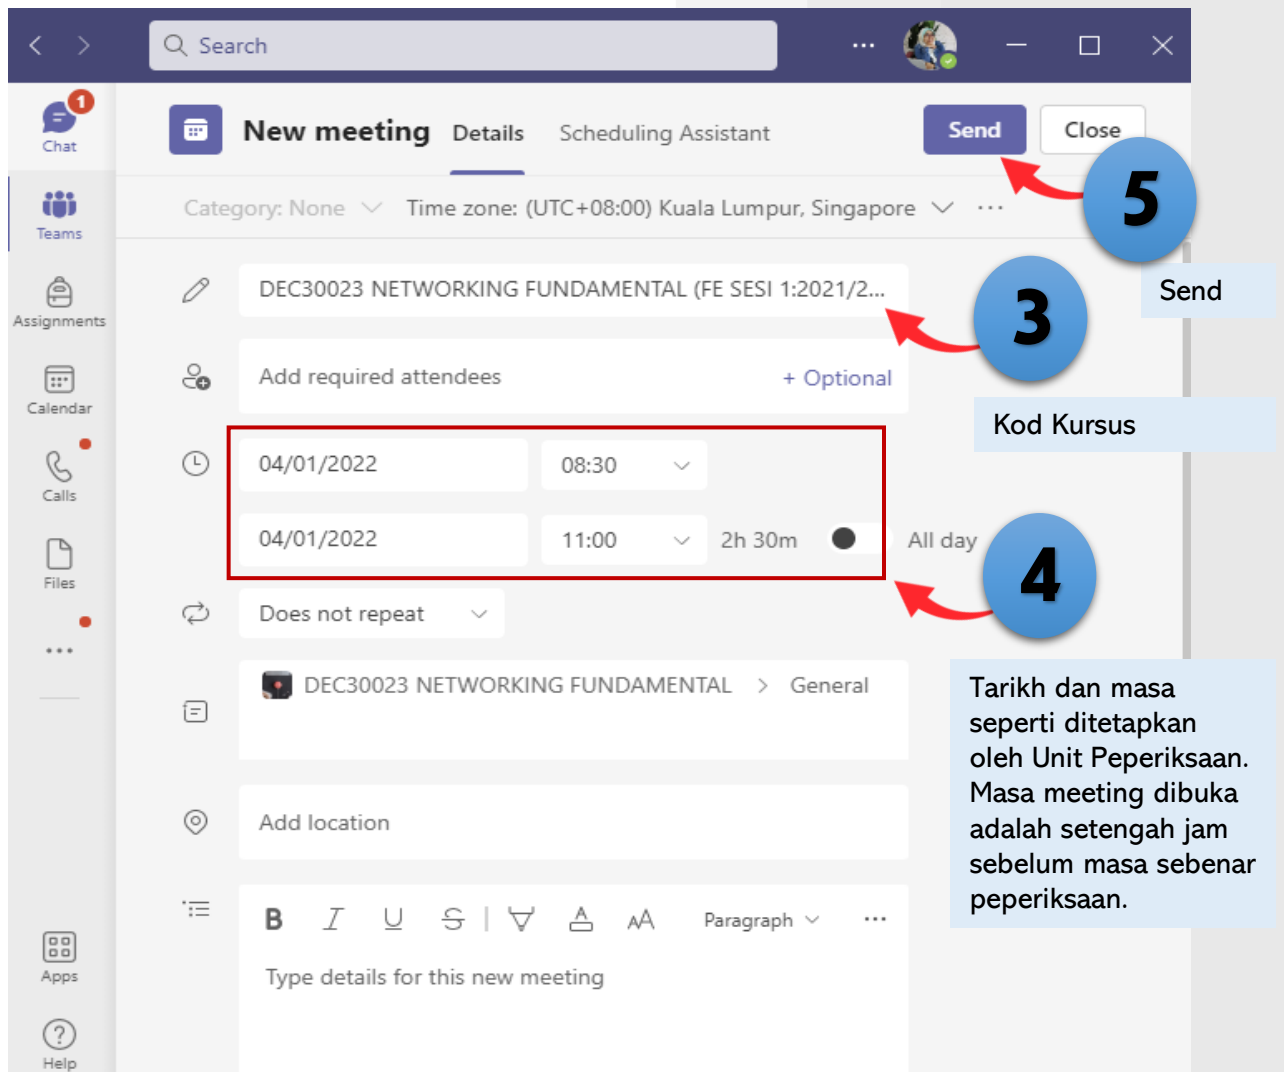 Search
...
1
Chat
New meeting Details Scheduling Assistant Send Close
5
Teams
Category: None Time zone: (UTC+08:00) Kuala Lumpur, Singapore ...
Send
Assignments
DEC30023 NETWORKING FUNDAMENTAL (FE SESI 1:2021/2...
3
Add required attendees + Optional
Calendar
Kod Kursus
04/01/2022 08:30
Calls
04/01/2022 11:00 2h 30m All day
4
Files
Does not repeat
...
DEC30023 NETWORKING FUNDAMENTAL > General
Tarikh dan masa
seperti ditetapkan
oleh Unit Peperiksaan.
Masa meeting dibuka
adalah setengah jam
sebelum masa sebenar
peperiksaan.
Add location
B I U S A AA Paragraph ...
Type details for this new meeting
Apps
Help